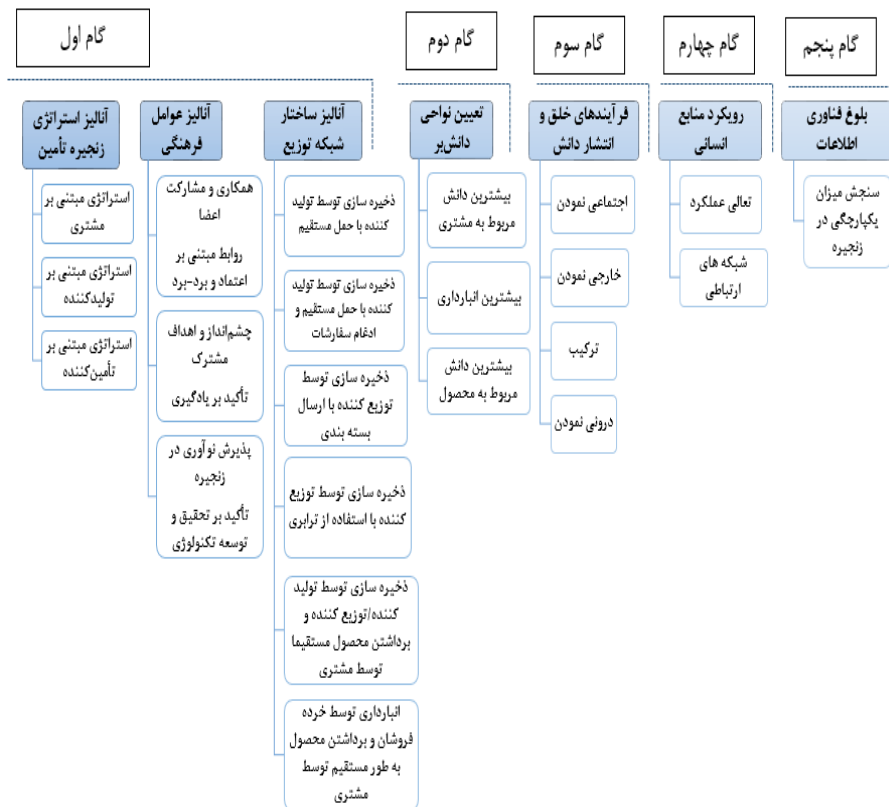 گام اول
گام دوم
گام سوم
گام چهارم
گام پنجم
آنالیز استراتژی
زنجیره تأمین
استراتژی مبتنی بر
مشتری
استراتژی مبتنی بر
تولیدکننده
استراتژی مبتنی بر
تأمین‌کننده
آنالیز عوامل
فرهنگی
همکاری و مشارکت
اعضا
روابط مبتنی بر
اعتماد و برد-برد
چشم‌انداز و اهداف
مشترک
تأکید بر یادگیری
پذیرش نوآوری در
زنجیره
تأکید بر تحقیق و
توسعه تکنولوژی
آنالیز ساختار
شبکه توزیع
ذخیره سازی توسط تولید
کننده با حمل مستقیم
ذخیره سازی توسط تولید
کننده با حمل مستقیم و
ادغام سفارشات
ذخیره سازی توسط
توزیع کننده با ارسال
بسته بندی
ذخیره سازی توسط توزیع
کننده با استفاده از ترابری
ذخیره سازی توسط تولید
کننده/توزیع کننده و
برداشتن محصول مستقیما
توسط مشتری
انبارداری توسط خرده
فروشان و برداشتن محصول
به طور مستقیم توسط
مشتری
تعیین نواحی
دانش‌بر
بیشترین دانش
مربوط به مشتری
بیشترین انبارداری
بیشترین دانش
مربوط به محصول
فرآیندهای خلق و
انتشار دانش
اجتماعی نمودن
خارجی نمودن
ترکیب
درونی نمودن
رویکرد منابع
انسانی
تعالی عملکرد
شبکه های
ارتباطی
بلوغ فناوری
اطلاعات
سنجش میزان
یکپارچگی در
زنجیره